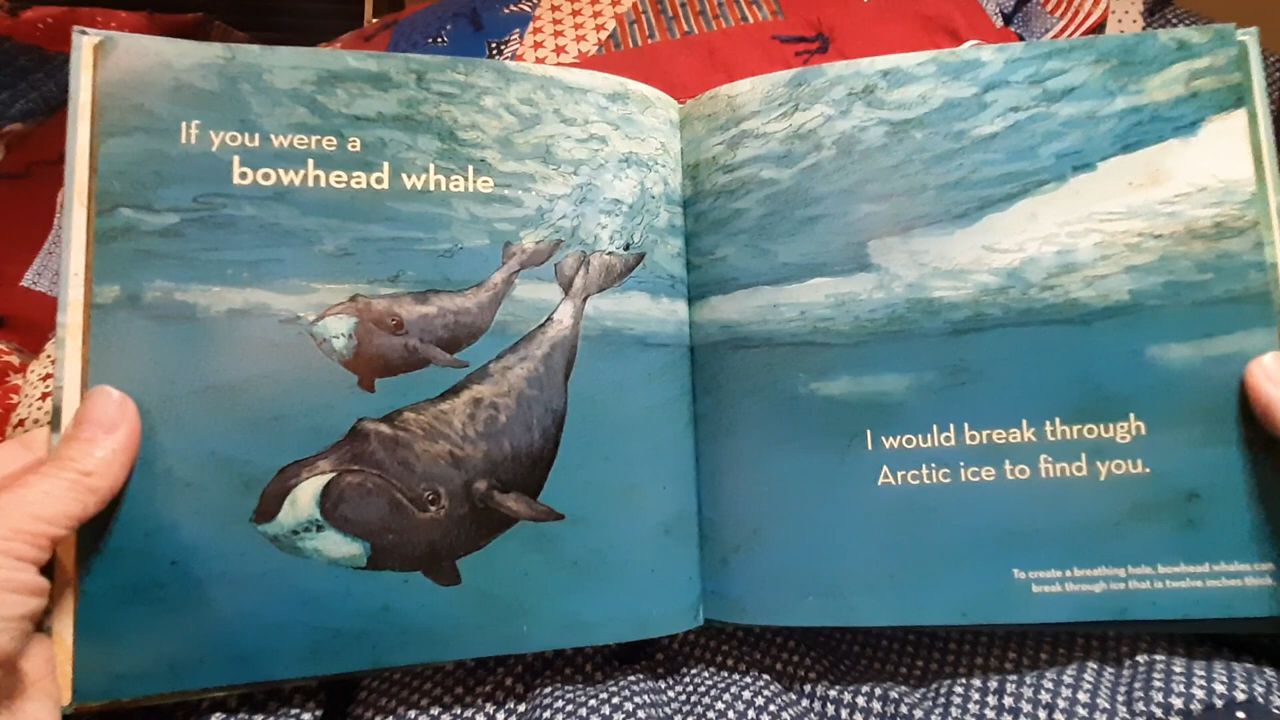 If you were a
bowhead whale . . .
I would break through
Arctic ice to find you.
To create a breathing hole, bowhead whales can
break through ice that is twelve inches thick.